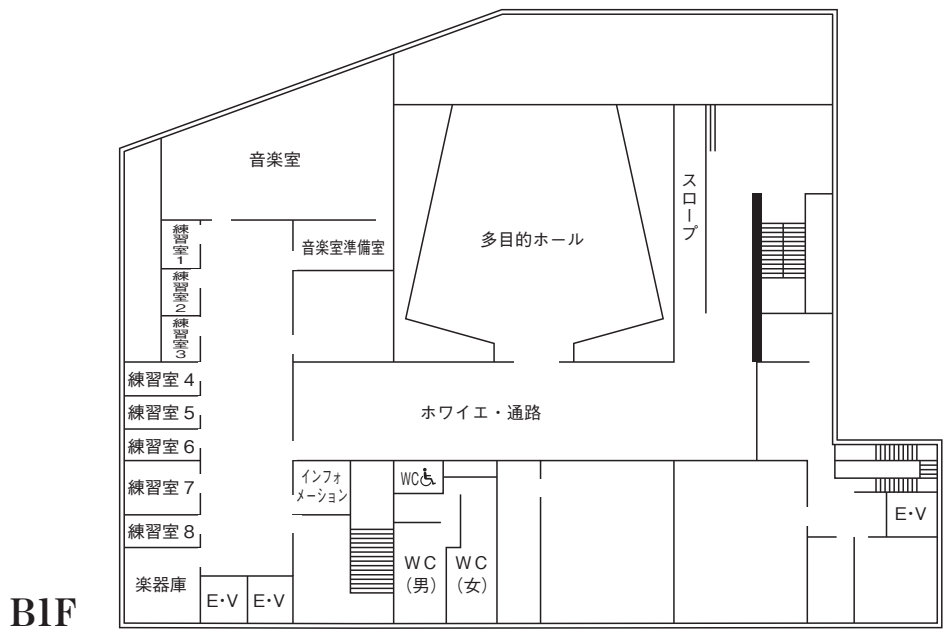 音楽室
スロープ
練習室1
音楽室準備室
多目的ホール
練習室2
練習室3
練習室4
練習室5
ホワイエ・通路
練習室6
インフォ
メーション
WC
練習室7
練習室8
E・V
WC
(男)
WC
(女)
楽器庫
E・V
E・V
B1F